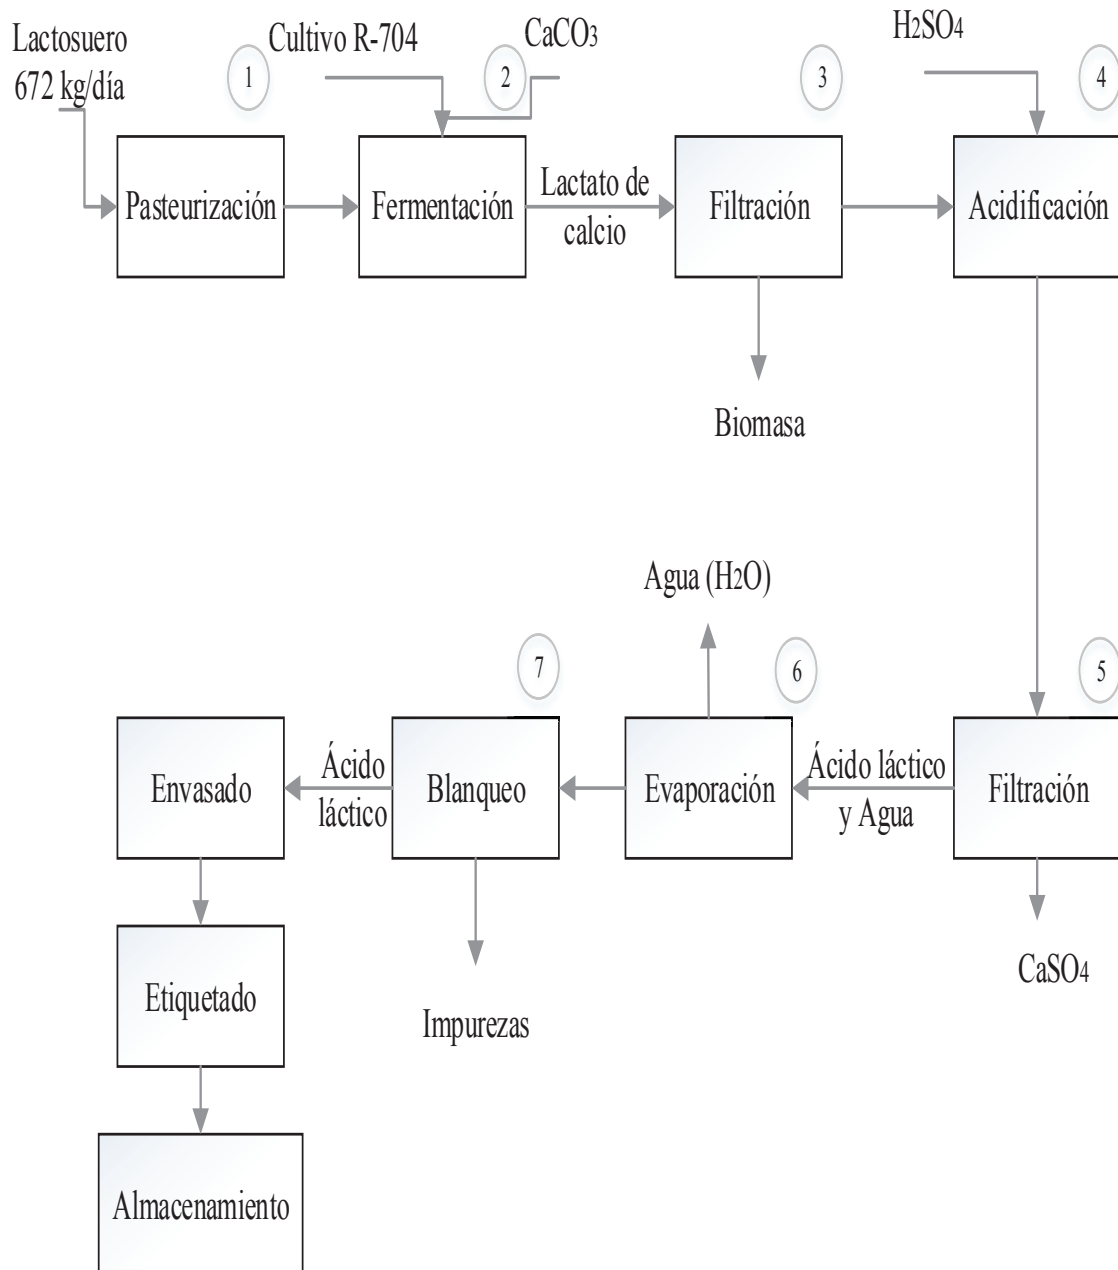 Lactosuero
672 kg/día
1
Cultivo R-704
2
CaCO3
3
H2SO4
4
Pasteurización
Fermentación
Lactato de
calcio
Filtración
Acidificación
Biomasa
Agua (H2O)
7
6
5
Envasado
Ácido
láctico
Blanqueo
Evaporación
Ácido láctico
y Agua
Filtración
Etiquetado
Impurezas
CaSO4
Almacenamiento